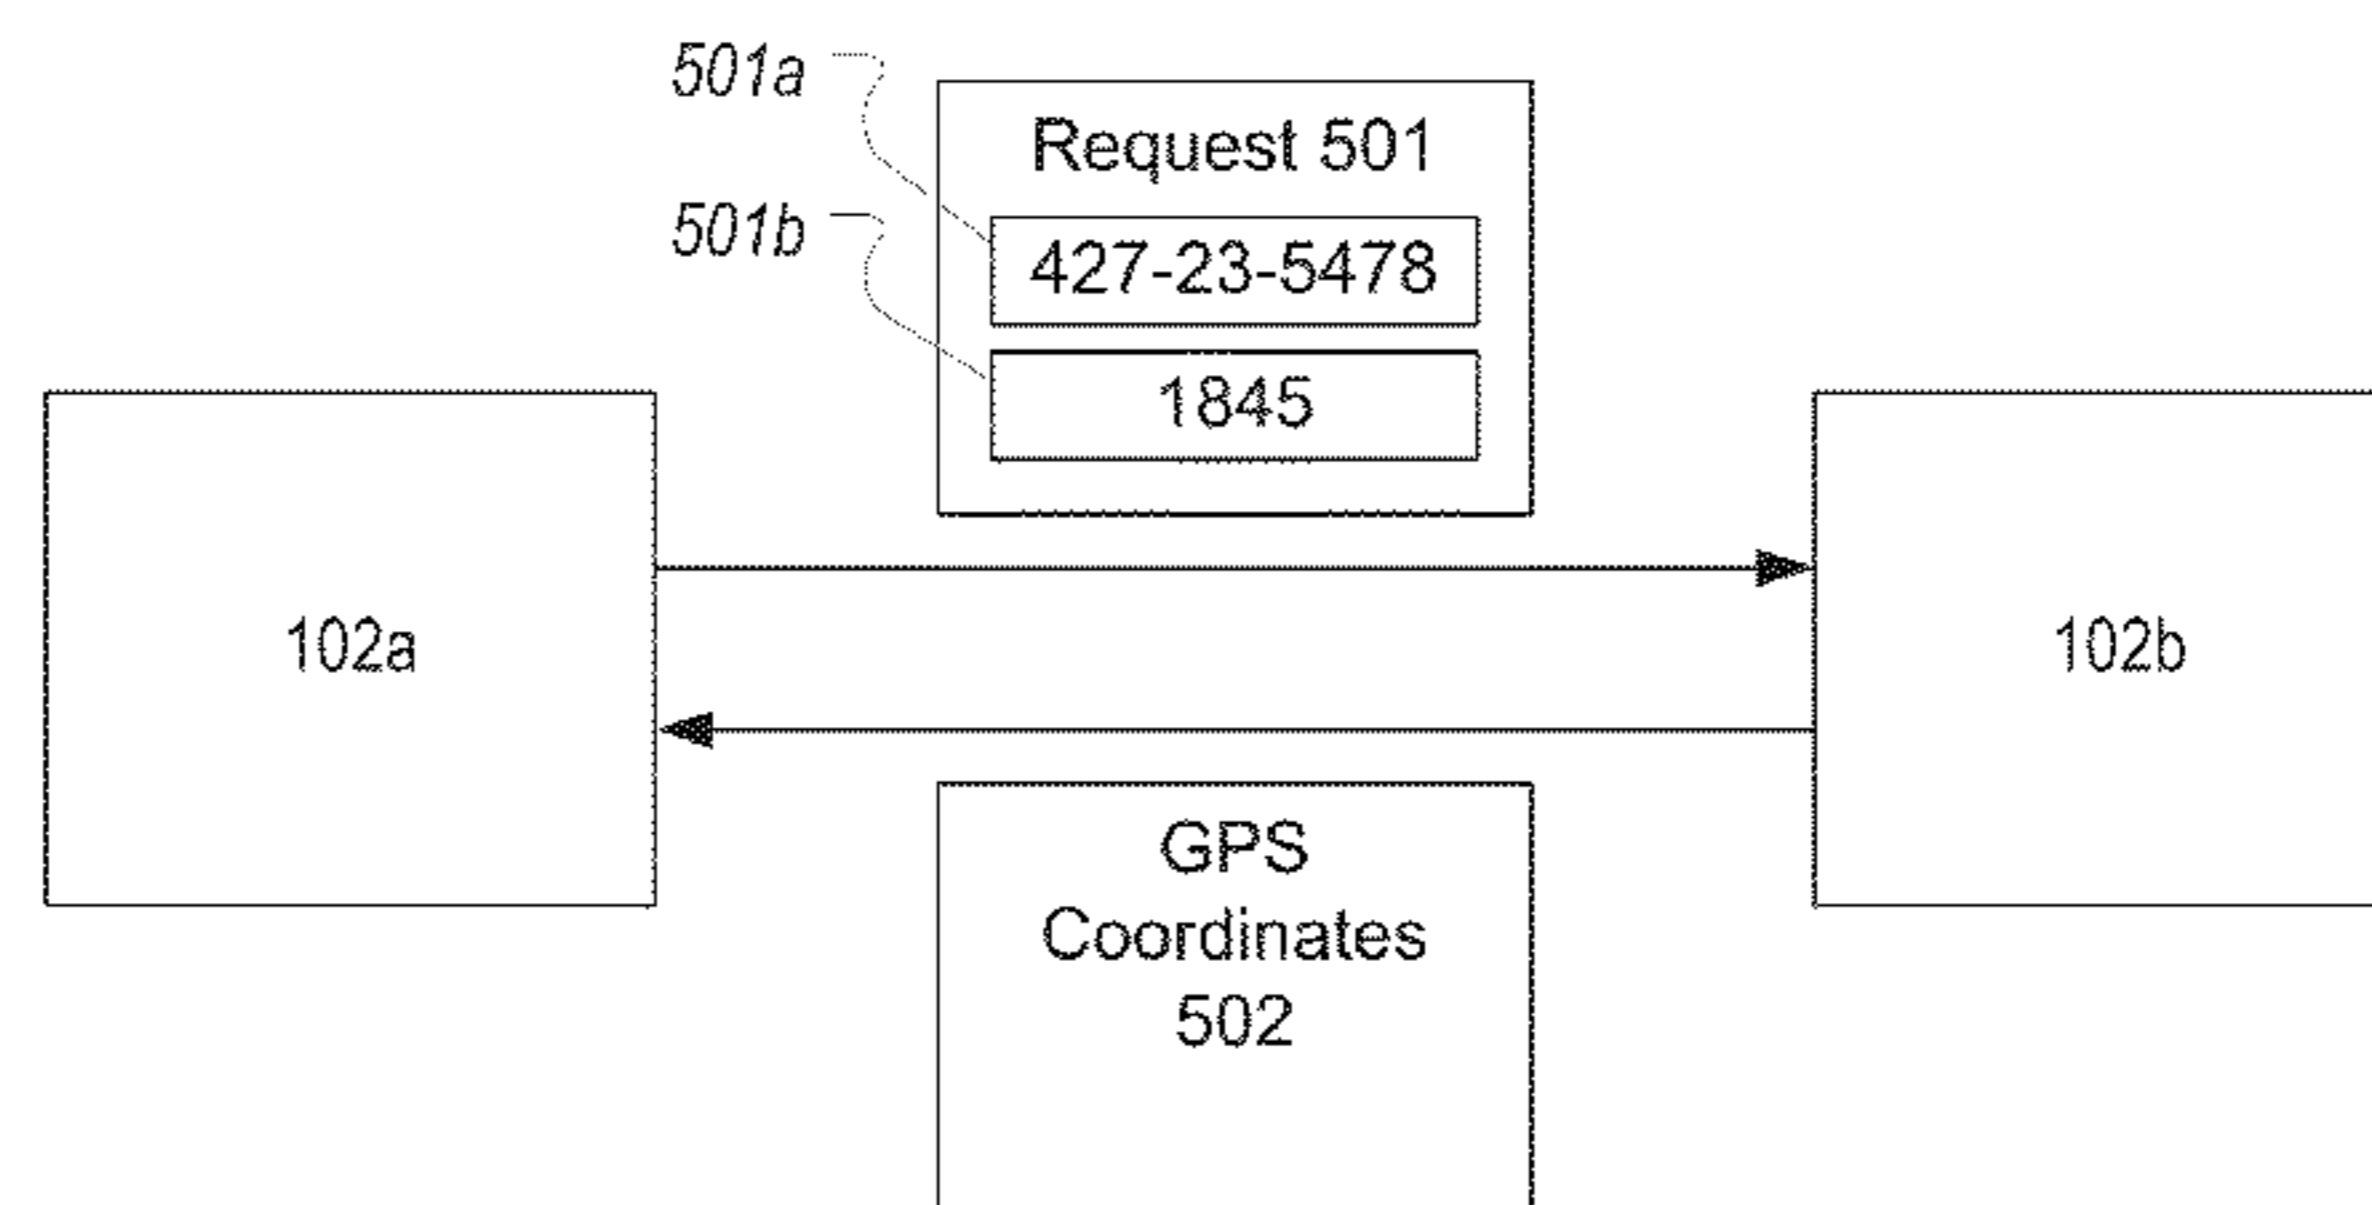 501a
Request 501
501b
427-23-5478
1845
102a
102b
GPS
Coordinates
502